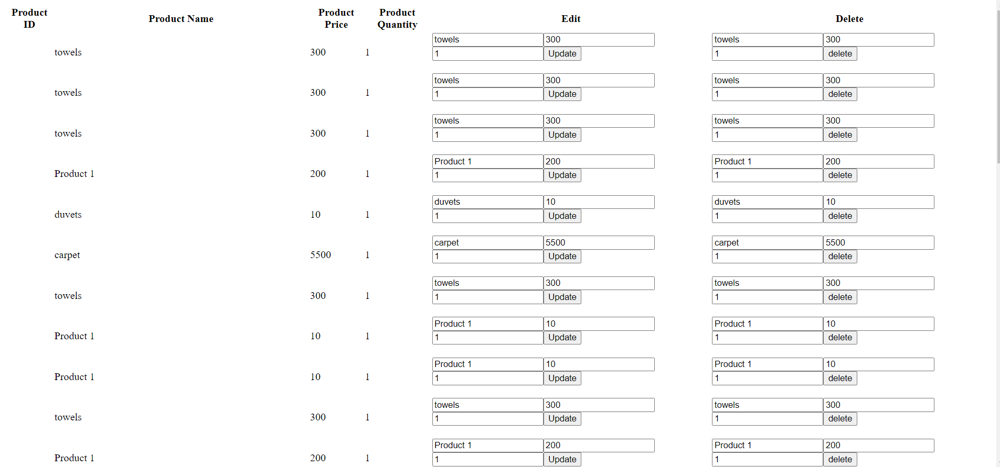 Product ID Product Name Product Price Product Quantity Edit Delete
towels 300 1 towels 300 1 Update towels 300 1 delete
towels 300 1 towels 300 1 Update towels 300 1 delete
towels 300 1 towels 300 1 Update towels 300 1 delete
Product 1 200 1 Product 1 200 1 Update Product 1 200 1 delete
duvets 10 1 duvets 10 1 Update duvets 10 1 delete
carpet 5500 1 carpet 5500 1 Update carpet 5500 1 delete
towels 300 1 towels 300 1 Update towels 300 1 delete
Product 1 10 1 Product 1 10 1 Update Product 1 10 1 delete
Product 1 10 1 Product 1 10 1 Update Product 1 10 1 delete
towels 300 1 towels 300 1 Update towels 300 1 delete
Product 1 200 1 Product 1 200 1 Update Product 1 200 1 delete